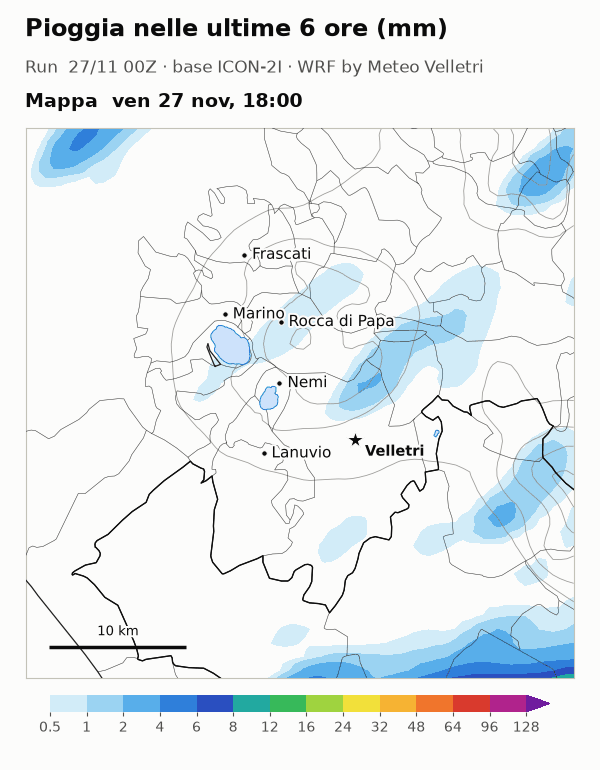 Pioggia nelle ultime 6 ore (mm)
Run  27/11 00Z · base ICON-2I · WRF by Meteo Velletri
Mappa  ven 27 nov, 18:00
Frascati
Marino
Rocca di Papa
Nemi
Velletri
Lanuvio
10 km
0.5 1 2 4 6 8 12 16 24 32 48 64 96 128